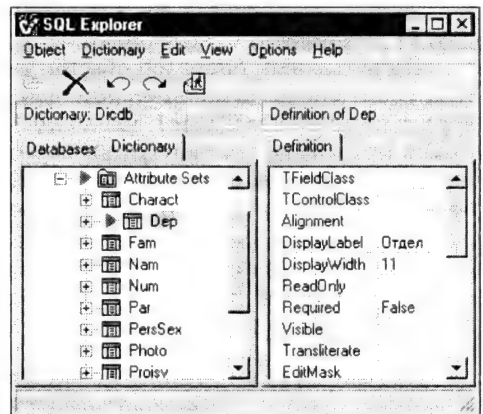 SQL Explorer
Object Dictionary Edit View Options Help
Dictionary: Dicdb
Definition of Dep
Databases Dictionary
Definition
Attribute Sets
Charact
Dep
Fam
Nam
Num
Par
PersSex
Photo
Proisv
TFieldClass
TControlClass
Alignment
DisplayLabel Отдел
DisplayWidth 11
ReadOnly
Required False
Visible
Transliterate
EditMask